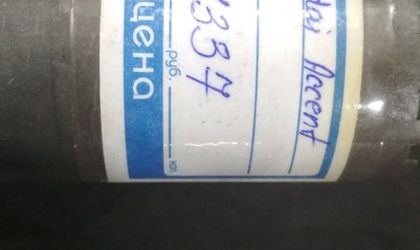 dai Accent
337
руб. коп.
цена